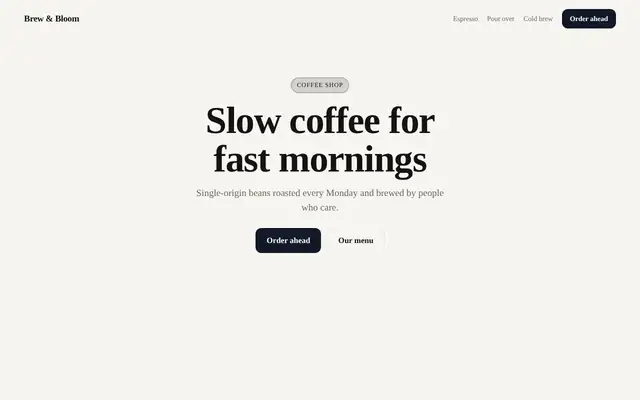 Brew & Bloom
Espresso
Pour over
Cold brew
Order ahead
COFFEE SHOP
Slow coffee for
fast mornings
Single-origin beans roasted every Monday and brewed by people
who care.
Order ahead
Our menu